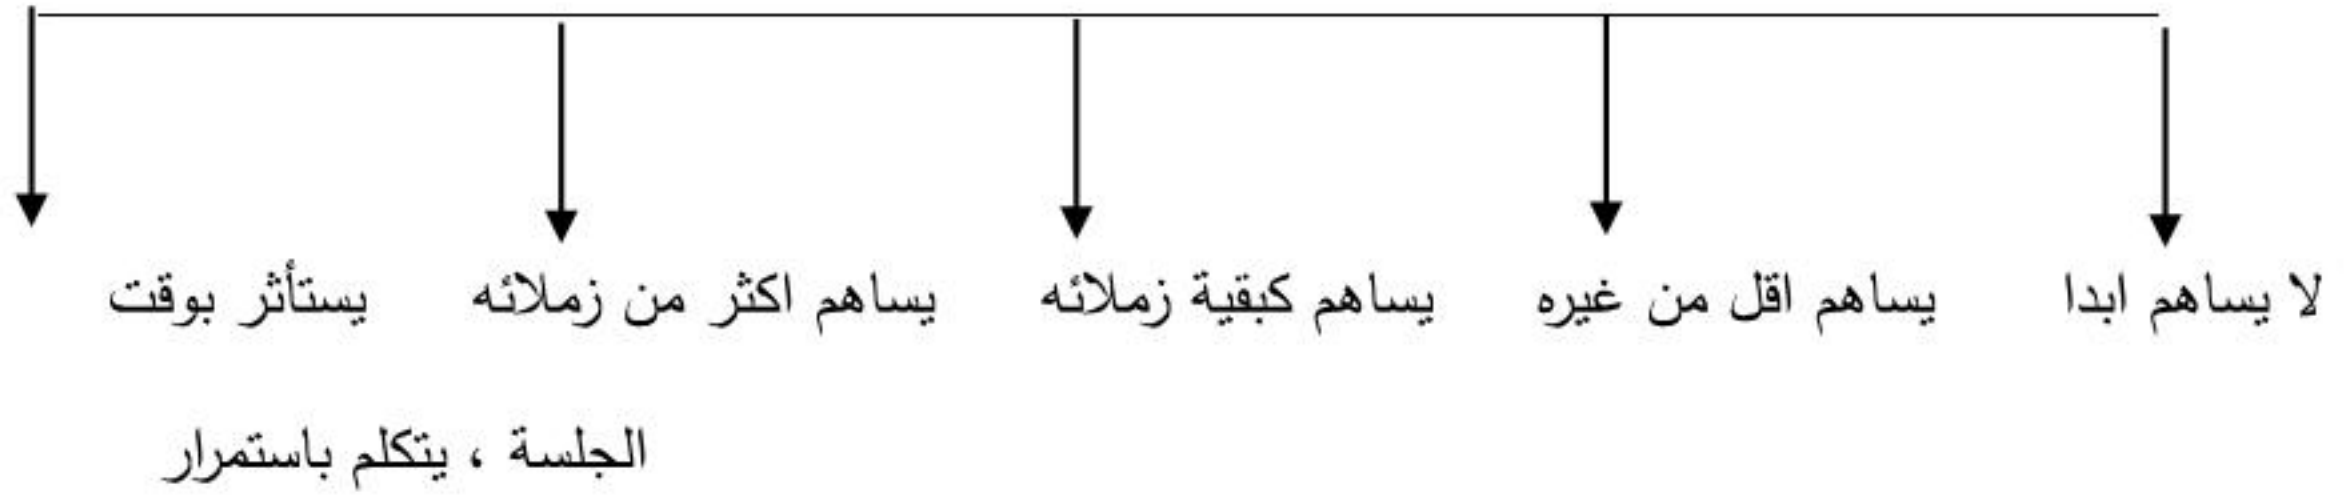 لا يساهم ابدا يساهم اقل من غيره يساهم كبقية زملائه يساهم اكثر من زملائه يستأثر بوقت
الجلسة ، يتكلم باستمرار